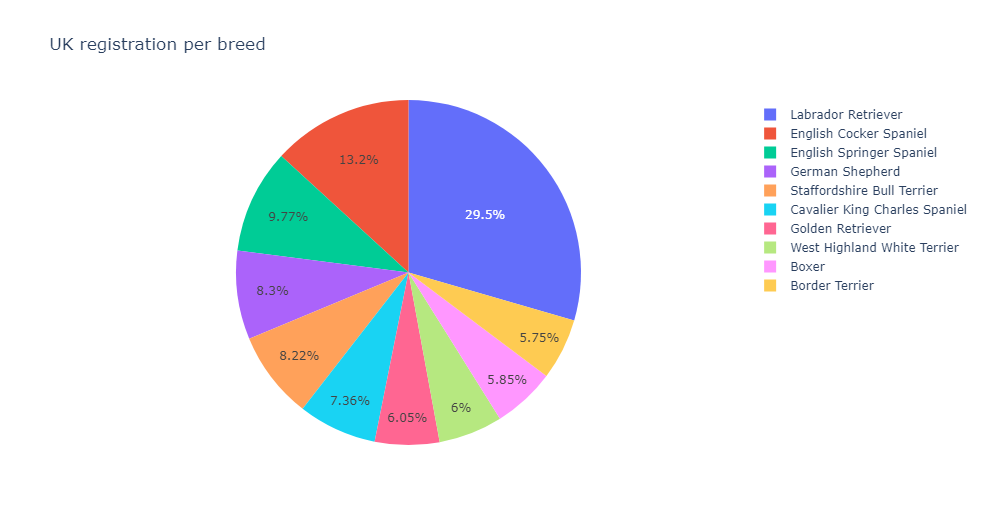 UK registration per breed
29.5%
13.2%
9.77%
8.3%
8.22%
7.36%
6.05%
6%
5.85%
5.75%
Labrador Retriever
English Cocker Spaniel
English Springer Spaniel
German Shepherd
Staffordshire Bull Terrier
Cavalier King Charles Spaniel
Golden Retriever
West Highland White Terrier
Boxer
Border Terrier